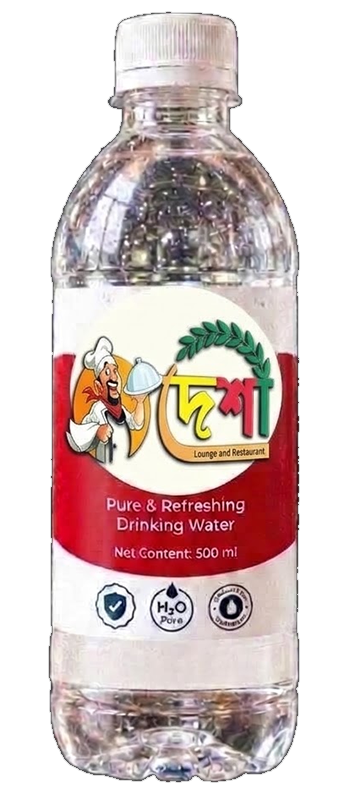 দেশী
Lounge and Restaurant
Pure & Refreshing
Drinking Water
Net Content: 500 ml
H₂O
Pure